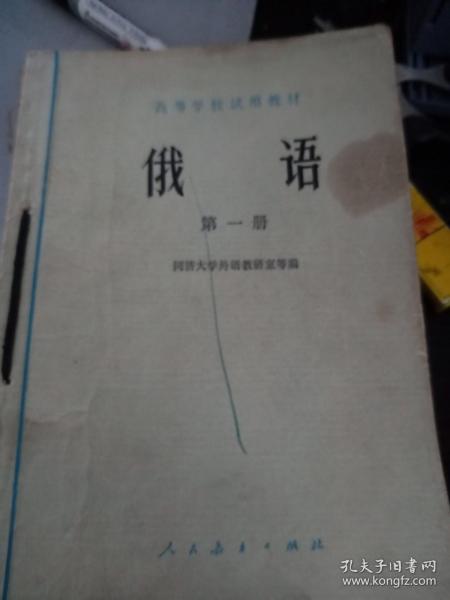 高等学校试用教材
俄语
第一册
同济大学外语教研室等编
人民教育出版社
孔夫子旧书网
www.kongfz.com